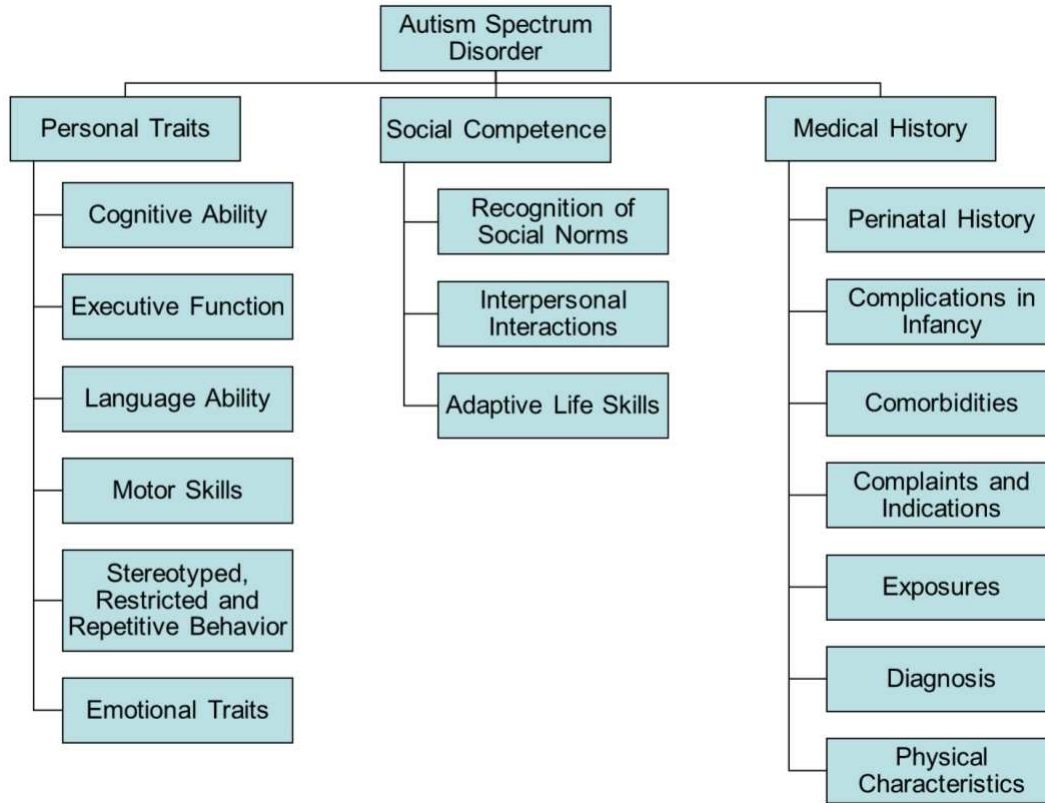 Autism Spectrum
Disorder
Personal Traits
Social Competence
Medical History
Cognitive Ability
Executive Function
Language Ability
Motor Skills
Stereotyped,
Restricted and
Repetitive Behavior
Emotional Traits
Recognition of
Social Norms
Interpersonal
Interactions
Adaptive Life Skills
Perinatal History
Complications in
Infancy
Comorbidities
Complaints and
Indications
Exposures
Diagnosis
Physical
Characteristics